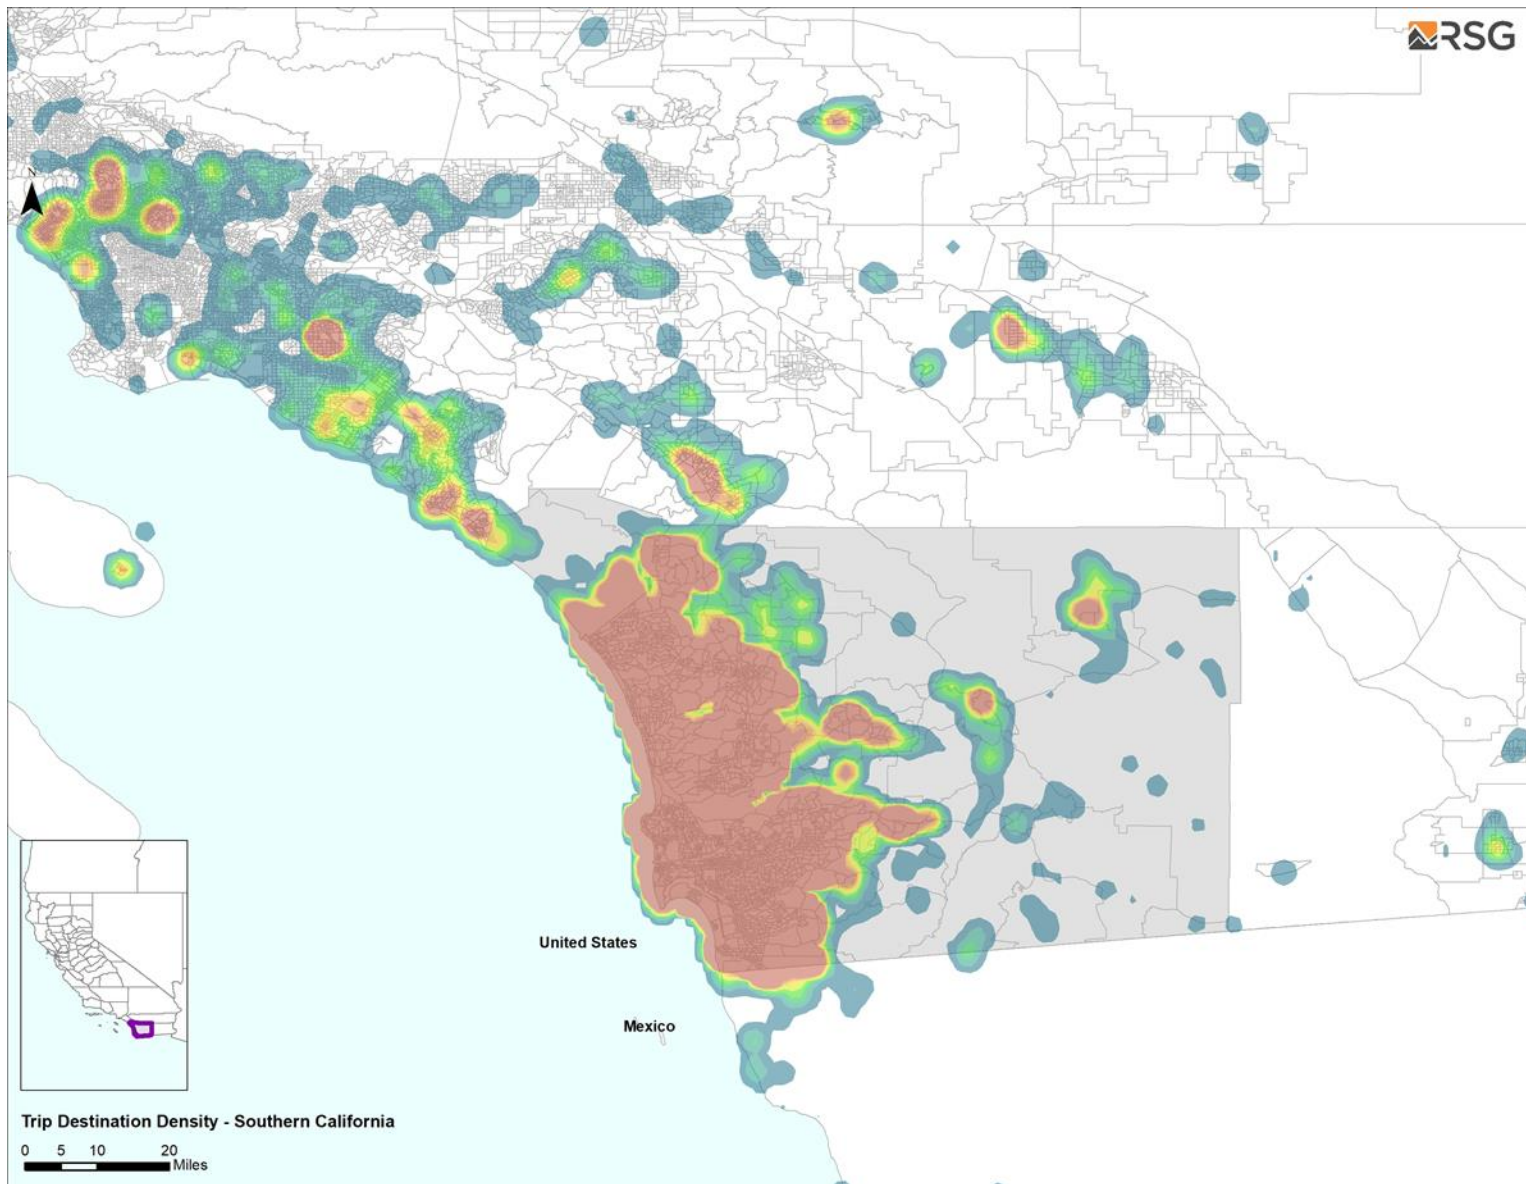 RSG
N
United States
Mexico
Trip Destination Density - Southern California
0 5 10 20
Miles